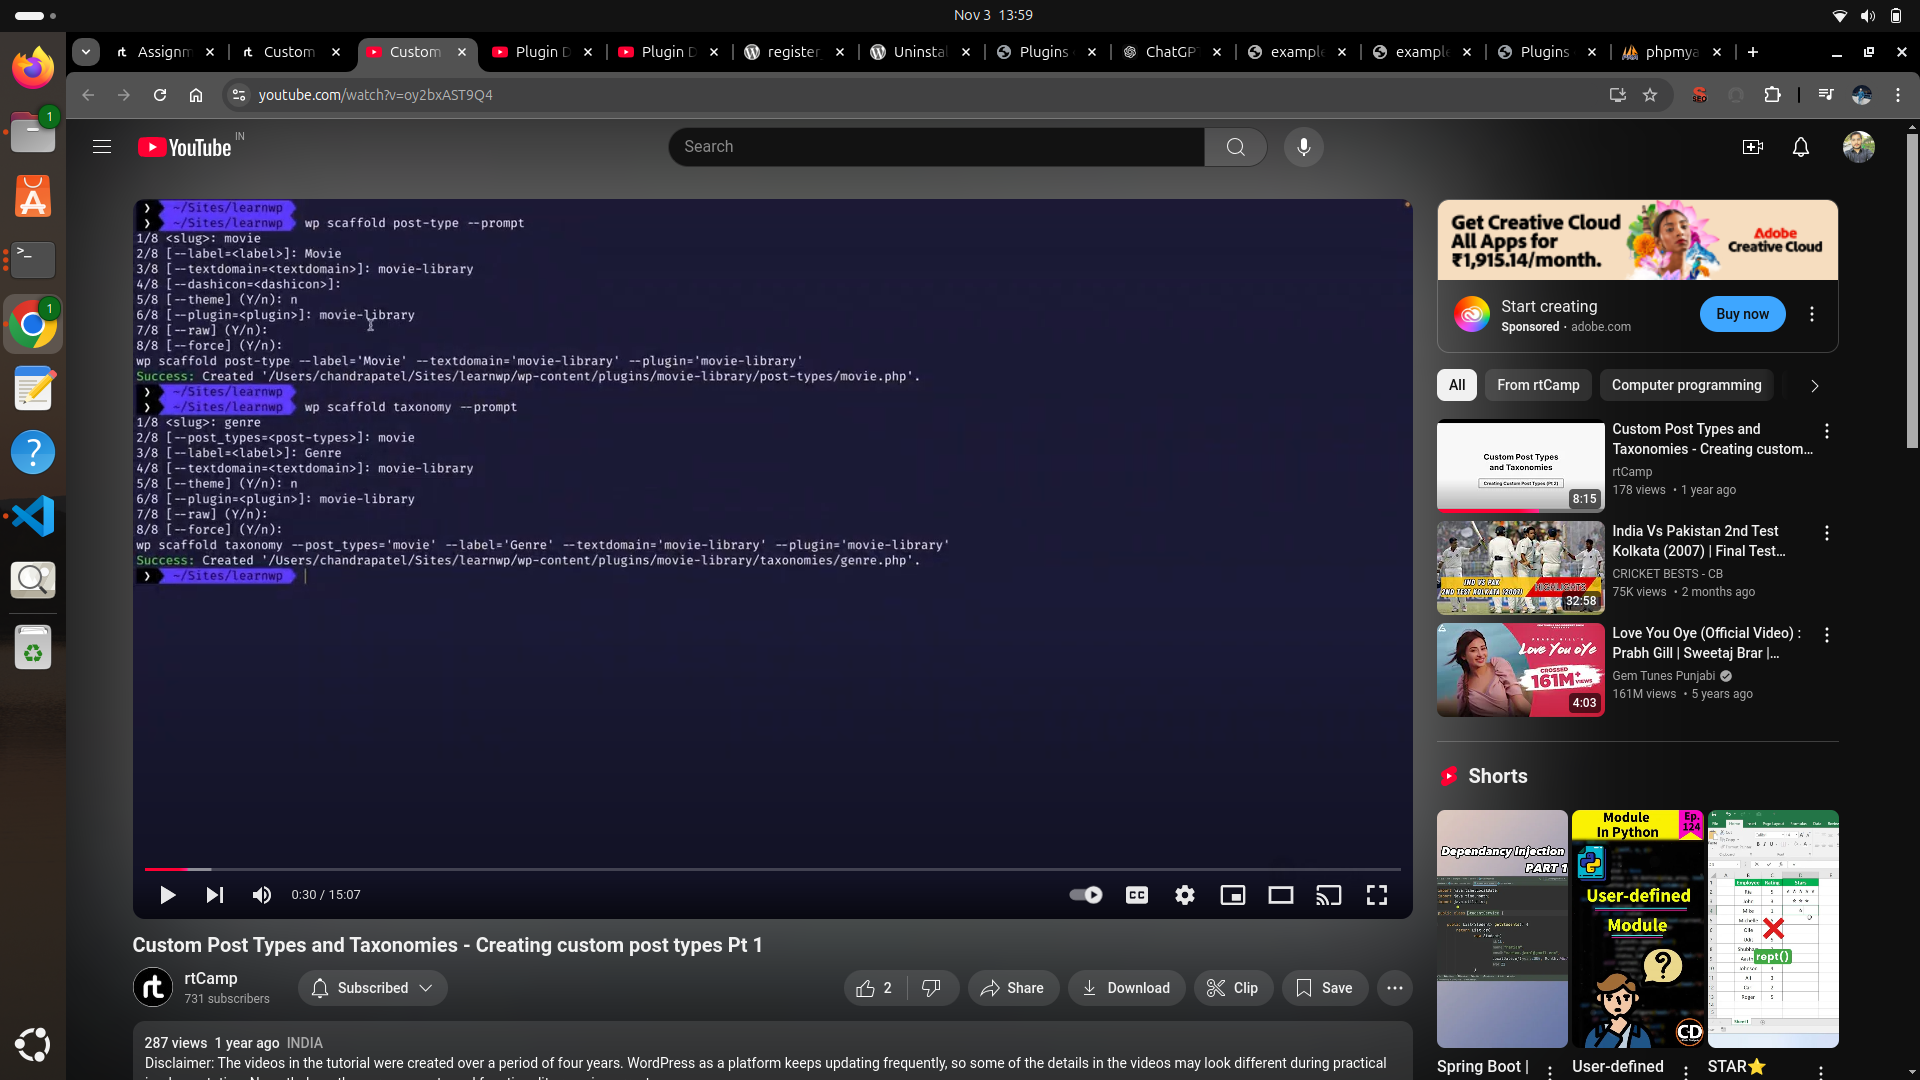 Nov 3 13:59
Assignm
Custom
Custom
Plugin D
Plugin D
register
Uninstal
Plugins
ChatGP
example
example
Plugins
phpmya
youtube.com/watch?v=oy2bxAST9Q4
YouTube IN
Search
~/Sites/learnwp
~/Sites/learnwp wp scaffold post-type --prompt
1/8 <slug>: movie
2/8 [--label=<label>]: Movie
3/8 [--textdomain=<textdomain>]: movie-library
4/8 [--dashicon=<dashicon>]:
5/8 [--theme] (Y/n): n
6/8 [--plugin=<plugin>]: movie-library
7/8 [--raw] (Y/n):
8/8 [--force] (Y/n):
wp scaffold post-type --label='Movie' --textdomain='movie-library' --plugin='movie-library'
Success: Created '/Users/chandrapatel/Sites/learnwp/wp-content/plugins/movie-library/post-types/movie.php'.
~/Sites/learnwp
~/Sites/learnwp wp scaffold taxonomy --prompt
1/8 <slug>: genre
2/8 [--post_types=<post-types>]: movie
3/8 [--label=<label>]: Genre
4/8 [--textdomain=<textdomain>]: movie-library
5/8 [--theme] (Y/n): n
6/8 [--plugin=<plugin>]: movie-library
7/8 [--raw] (Y/n):
8/8 [--force] (Y/n):
wp scaffold taxonomy --post_types='movie' --label='Genre' --textdomain='movie-library' --plugin='movie-library'
Success: Created '/Users/chandrapatel/Sites/learnwp/wp-content/plugins/movie-library/taxonomies/genre.php'.
~/Sites/learnwp
0:30 / 15:07
CC
Custom Post Types and Taxonomies - Creating custom post types Pt 1
rt
rtCamp
731 subscribers
Subscribed
2
Share
Download
Clip
Save
287 views 1 year ago INDIA
Disclaimer: The videos in the tutorial were created over a period of four years. WordPress as a platform keeps updating frequently, so some of the details in the videos may look different during practical
Get Creative Cloud
All Apps for
₹1,915.14/month.
Adobe
Creative Cloud
Start creating
Sponsored • adobe.com
Buy now
All
From rtCamp
Computer programming
Custom Post Types
and Taxonomies
Creating Custom Post Types (Pt 2)
8:15
Custom Post Types and
Taxonomies - Creating custom...
rtCamp
178 views • 1 year ago
IND VS PAK
2ND TEST KOLKATA (2007)
HIGHLIGHTS
32:58
India Vs Pakistan 2nd Test
Kolkata (2007) | Final Test...
CRICKET BESTS - CB
75K views • 2 months ago
Love You Oye
CROSSED
161M+
VIEWS
4:03
Love You Oye (Official Video) :
Prabh Gill | Sweetaj Brar |...
Gem Tunes Punjabi
161M views • 5 years ago
Shorts
Dependancy Injection
PART 1
Module
In Python
Ep.
124
User-defined
Module
?
CD
rept()
Spring Boot |
User-defined
STAR⭐